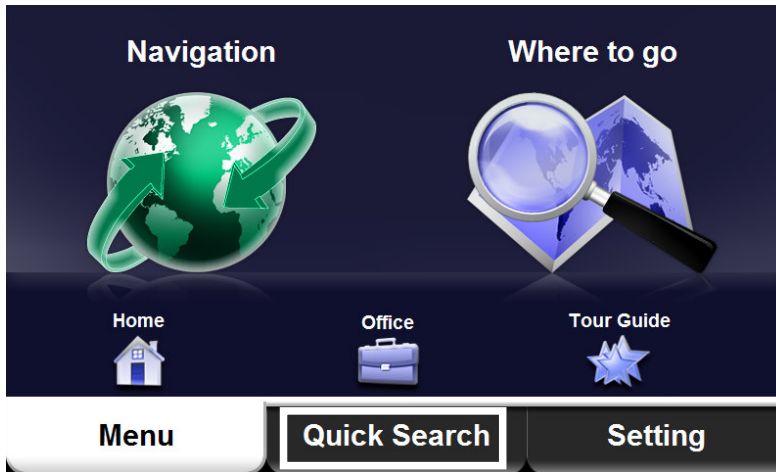 Navigation
Where to go
Home
Office
Tour Guide
Menu
Quick Search
Setting